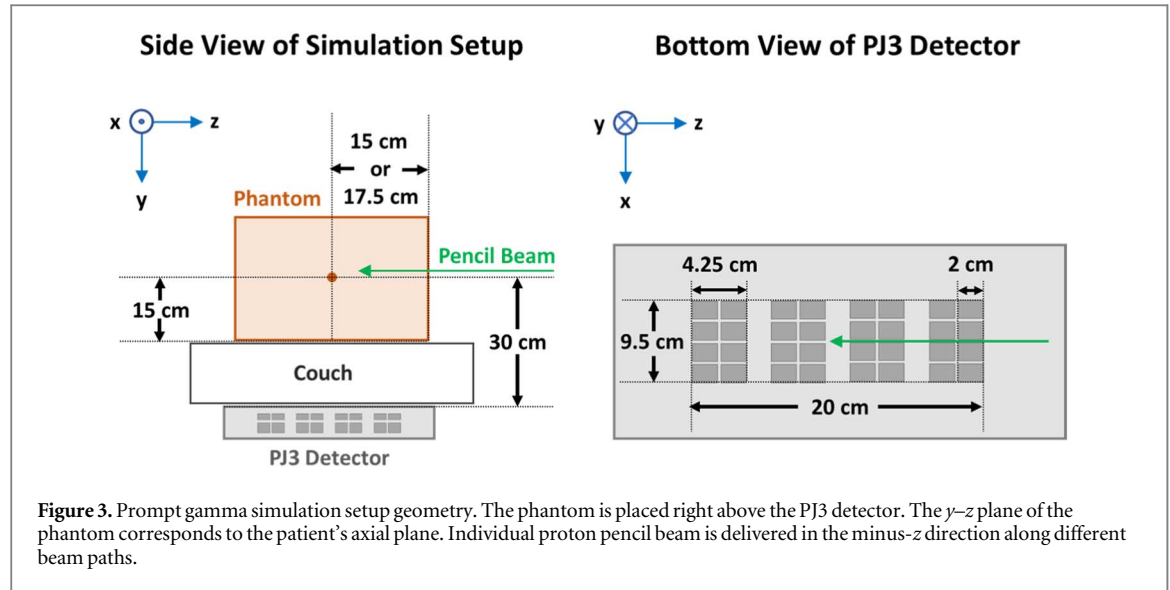 Side View of Simulation Setup
Bottom View of PJ3 Detector
x
z
y
15 cm
or
17.5 cm
Phantom
Pencil Beam
15 cm
30 cm
Couch
PJ3 Detector
y
z
x
4.25 cm
2 cm
9.5 cm
20 cm
Figure 3. Prompt gamma simulation setup geometry. The phantom is placed right above the PJ3 detector. The y–z plane of the
phantom corresponds to the patient's axial plane. Individual proton pencil beam is delivered in the minus-z direction along different
beam paths.